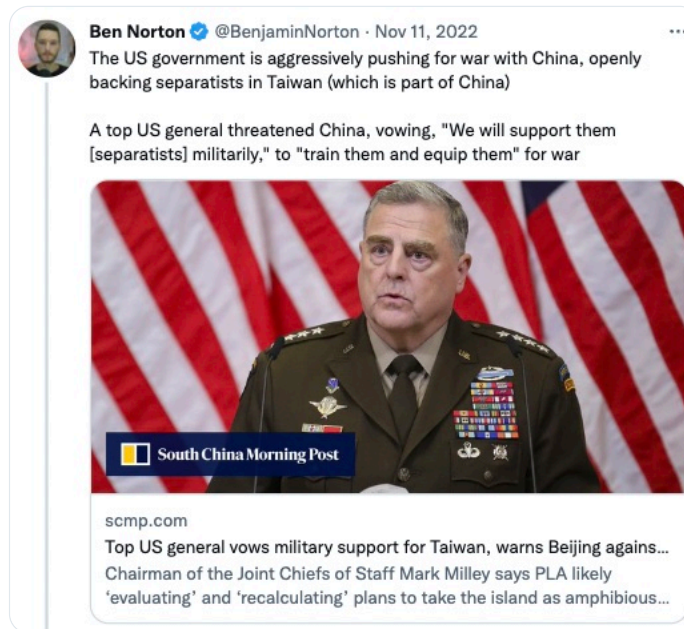 Ben Norton @BenjaminNorton · Nov 11, 2022
The US government is aggressively pushing for war with China, openly
backing separatists in Taiwan (which is part of China)
A top US general threatened China, vowing, "We will support them
[separatists] militarily," to "train them and equip them" for war
South China Morning Post
scmp.com
Top US general vows military support for Taiwan, warns Beijing agains...
Chairman of the Joint Chiefs of Staff Mark Milley says PLA likely
‘evaluating’ and ‘recalculating’ plans to take the island as amphibious...